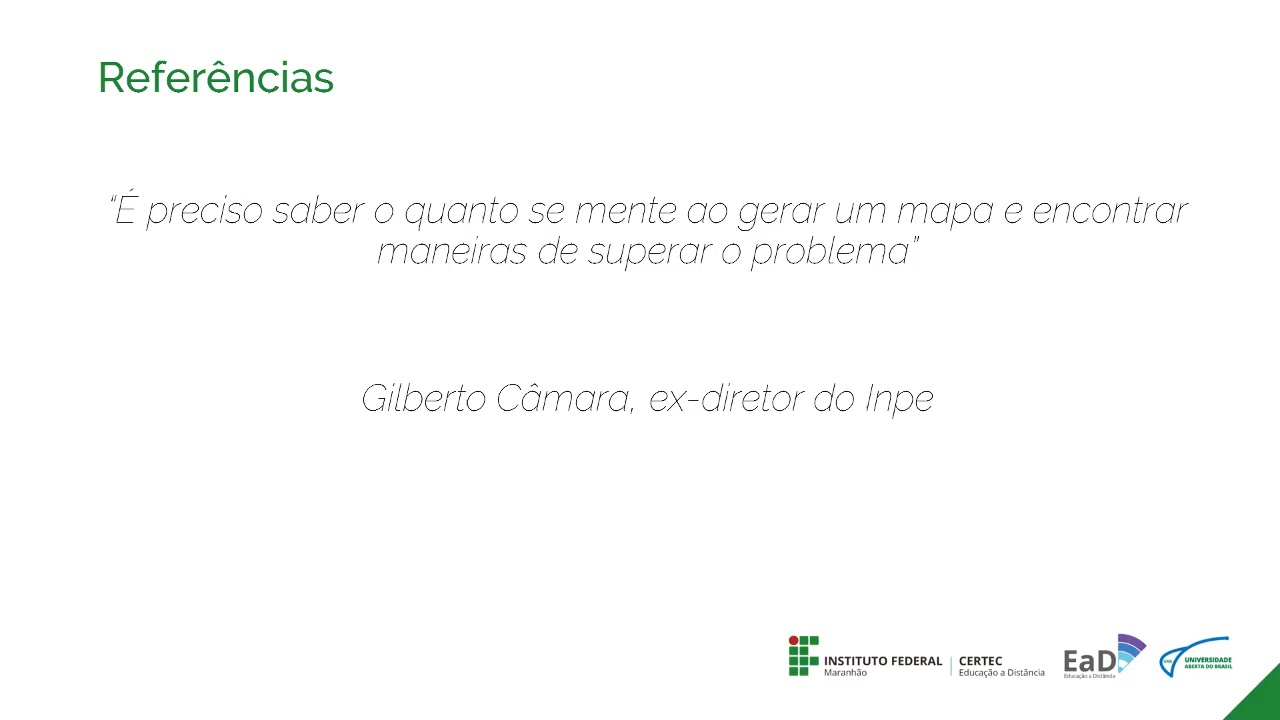 Referências
“É preciso saber o quanto se mente ao gerar um mapa e encontrar
maneiras de superar o problema”
Gilberto Câmara, ex-diretor do Inpe
INSTITUTO FEDERAL
Maranhão
CERTEC
Educação a Distância
EaD
Educação a Distância
UNIVERSIDADE
ABERTA DO BRASIL